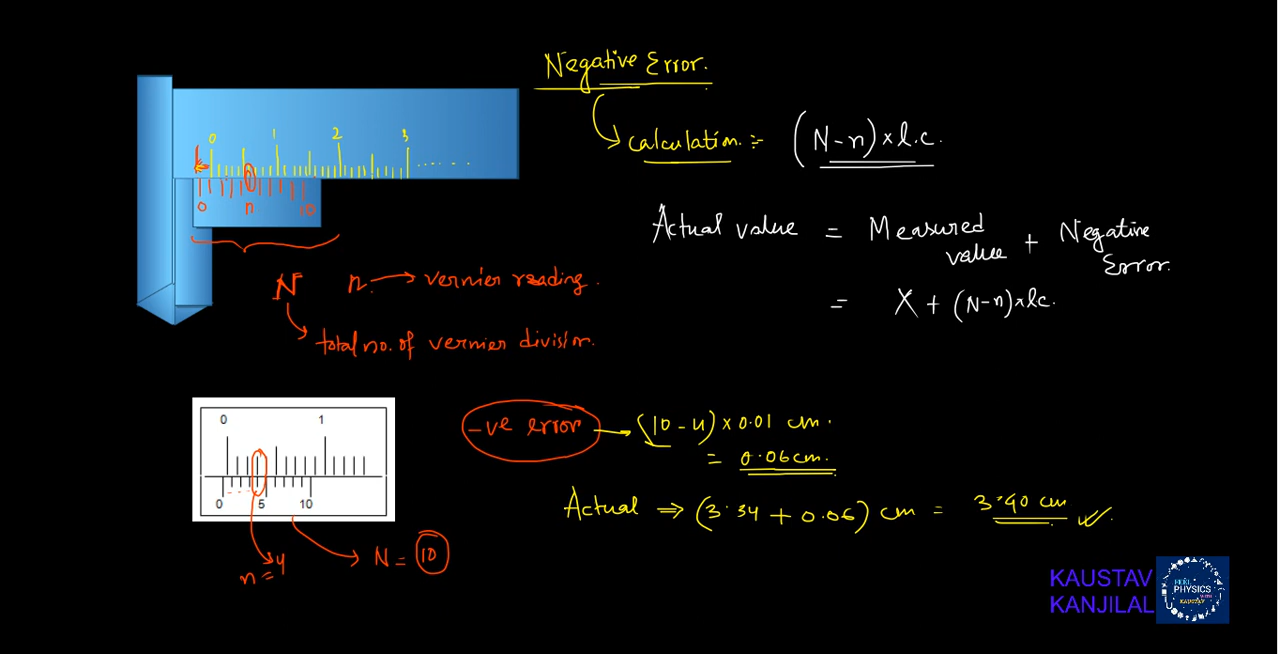 Negative Error.
Calculation :- (N-n)×l.c.
0 1 2 3 ......
0 n 10
Actual value = Measured value + Negative Error.
= X + (N-n)×lc.
N n → vernier reading.
total no. of vernier division.
0 1
0 5 10
n=4
N = 10
-ve error → (10-4)×0.01 cm.
= 0.06cm.
Actual ⇒ (3.34 + 0.06) cm = 3.40 cm
KAUSTAV
KANJILAL
PHYSICS
KAUSTAV